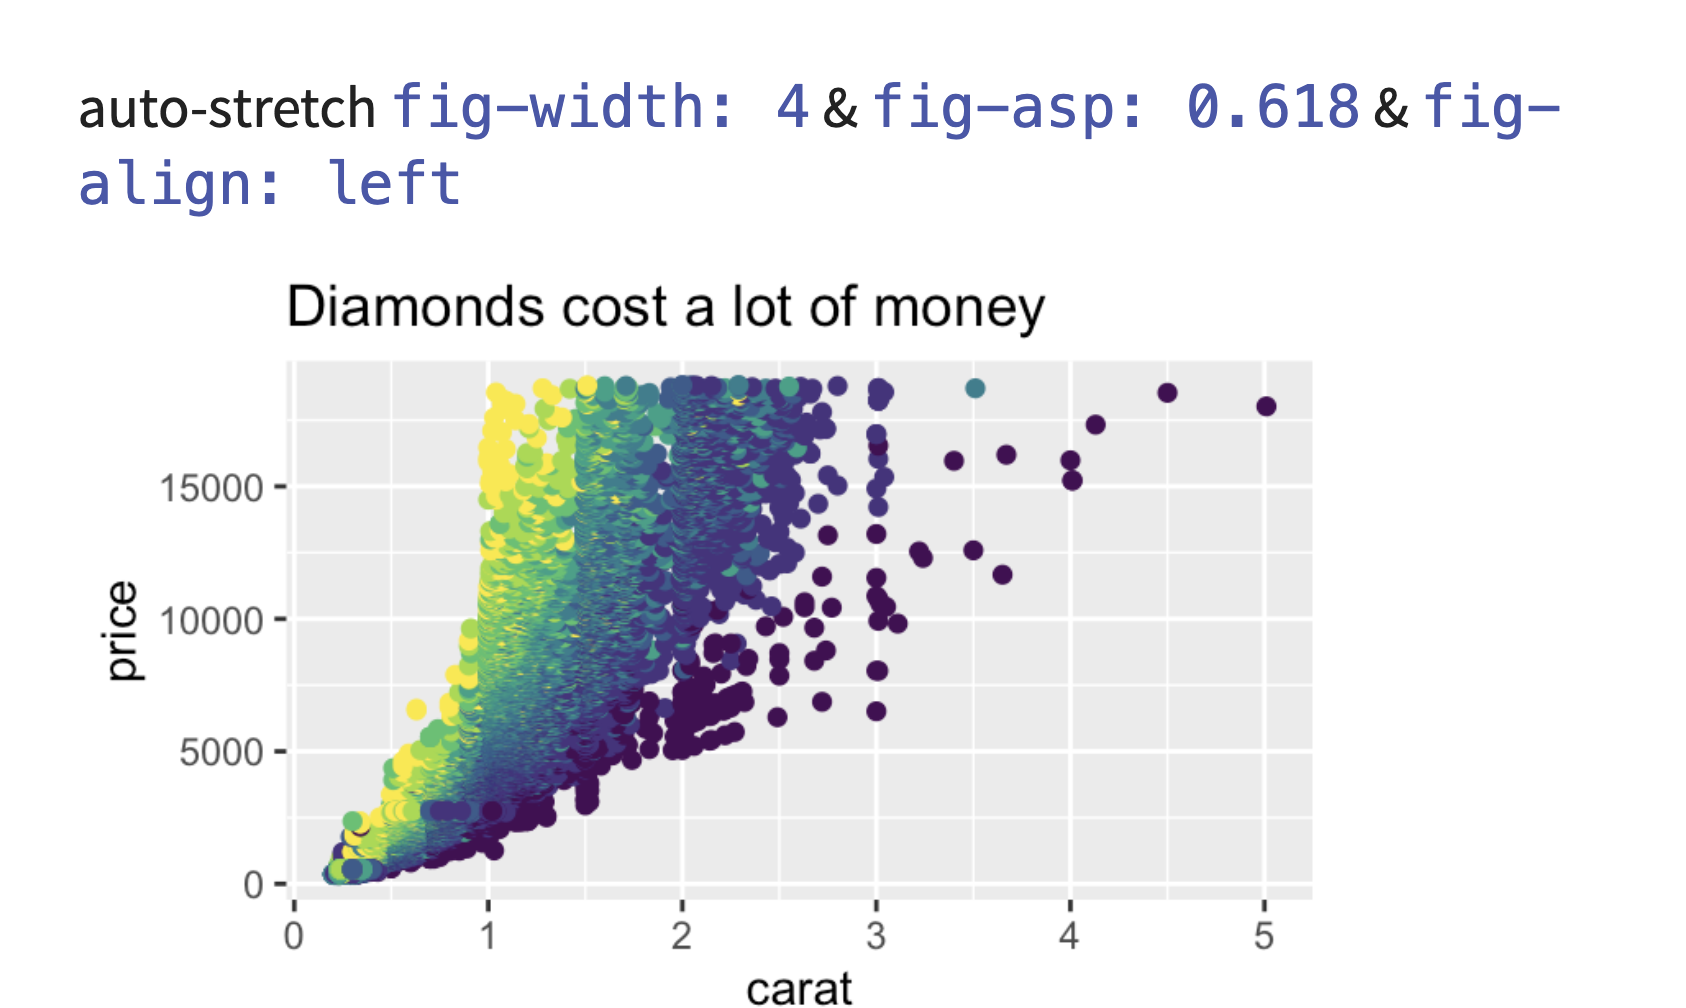 auto-stretch fig-width: 4 & fig-asp: 0.618 & fig-
align: left
Diamonds cost a lot of money
15000
10000
5000
0
price
0 1 2 3 4 5
carat